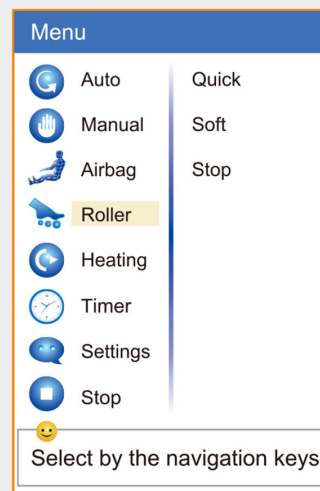 Menu
Auto
Manual
Airbag
Roller
Heating
Timer
Settings
Stop
Quick
Soft
Stop
Select by the navigation keys